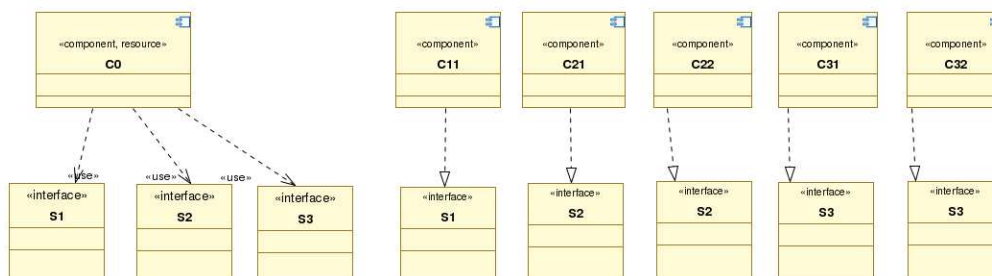 «component, resource»
C0
«component»
C11
«component»
C21
«component»
C22
«component»
C31
«component»
C32
«use»
«use»
«use»
«interface»
S1
«interface»
S2
«interface»
S3
«interface»
S1
«interface»
S2
«interface»
S2
«interface»
S3
«interface»
S3